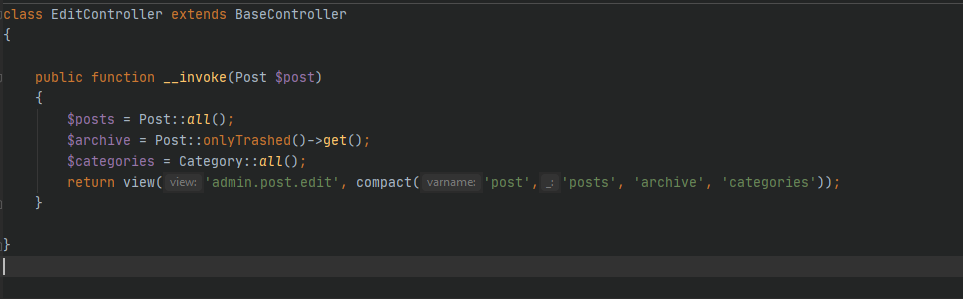 class EditController extends BaseController
{
public function __invoke(Post $post)
{
$posts = Post::all();
$archive = Post::onlyTrashed()->get();
$categories = Category::all();
return view( view: 'admin.post.edit', compact( varname: 'post', _: 'posts', 'archive', 'categories'));
}
}